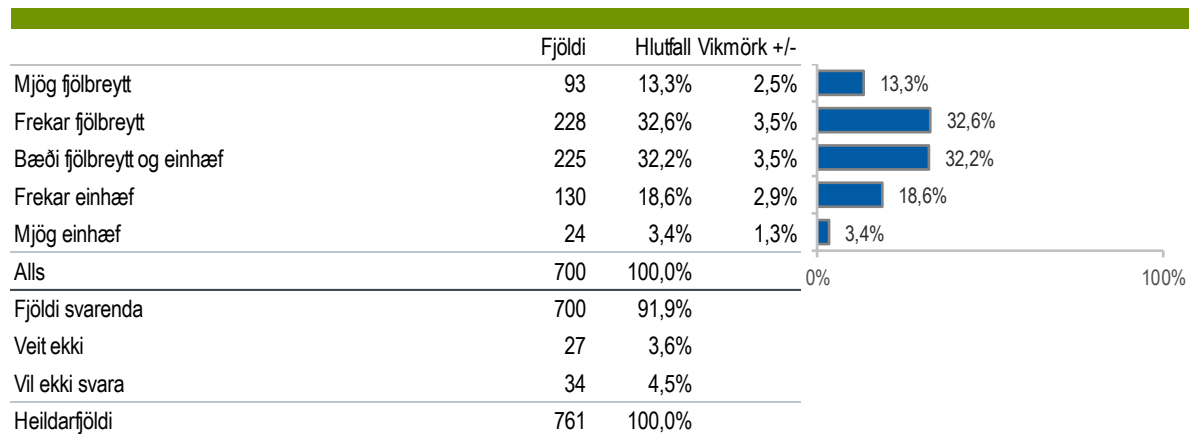 Fjöldi Hlutfall Vikmörk +/-
Mjög fjölbreytt 93 13,3% 2,5% 13,3%
Frekar fjölbreytt 228 32,6% 3,5% 32,6%
Bæði fjölbreytt og einhæf 225 32,2% 3,5% 32,2%
Frekar einhæf 130 18,6% 2,9% 18,6%
Mjög einhæf 24 3,4% 1,3% 3,4%
Alls 700 100,0% 0% 100%
Fjöldi svarenda 700 91,9%
Veit ekki 27 3,6%
Vil ekki svara 34 4,5%
Heildarfjöldi 761 100,0%